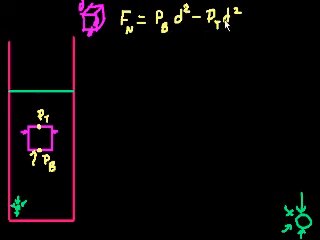 d
F_N = P_B d² - P_T d²
P_T
P_B